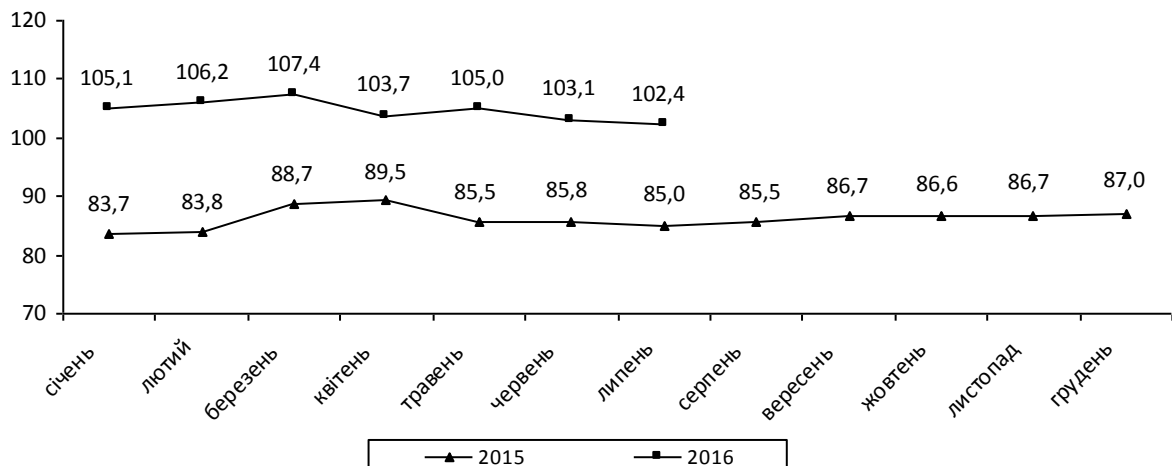 120
110
100
90
80
70
105,1 106,2 107,4 103,7 105,0 103,1 102,4
83,7 83,8 88,7 89,5 85,5 85,8 85,0 85,5 86,7 86,6 86,7 87,0
січень лютий березень квітень травень червень липень серпень вересень жовтень листопад грудень
2015 2016